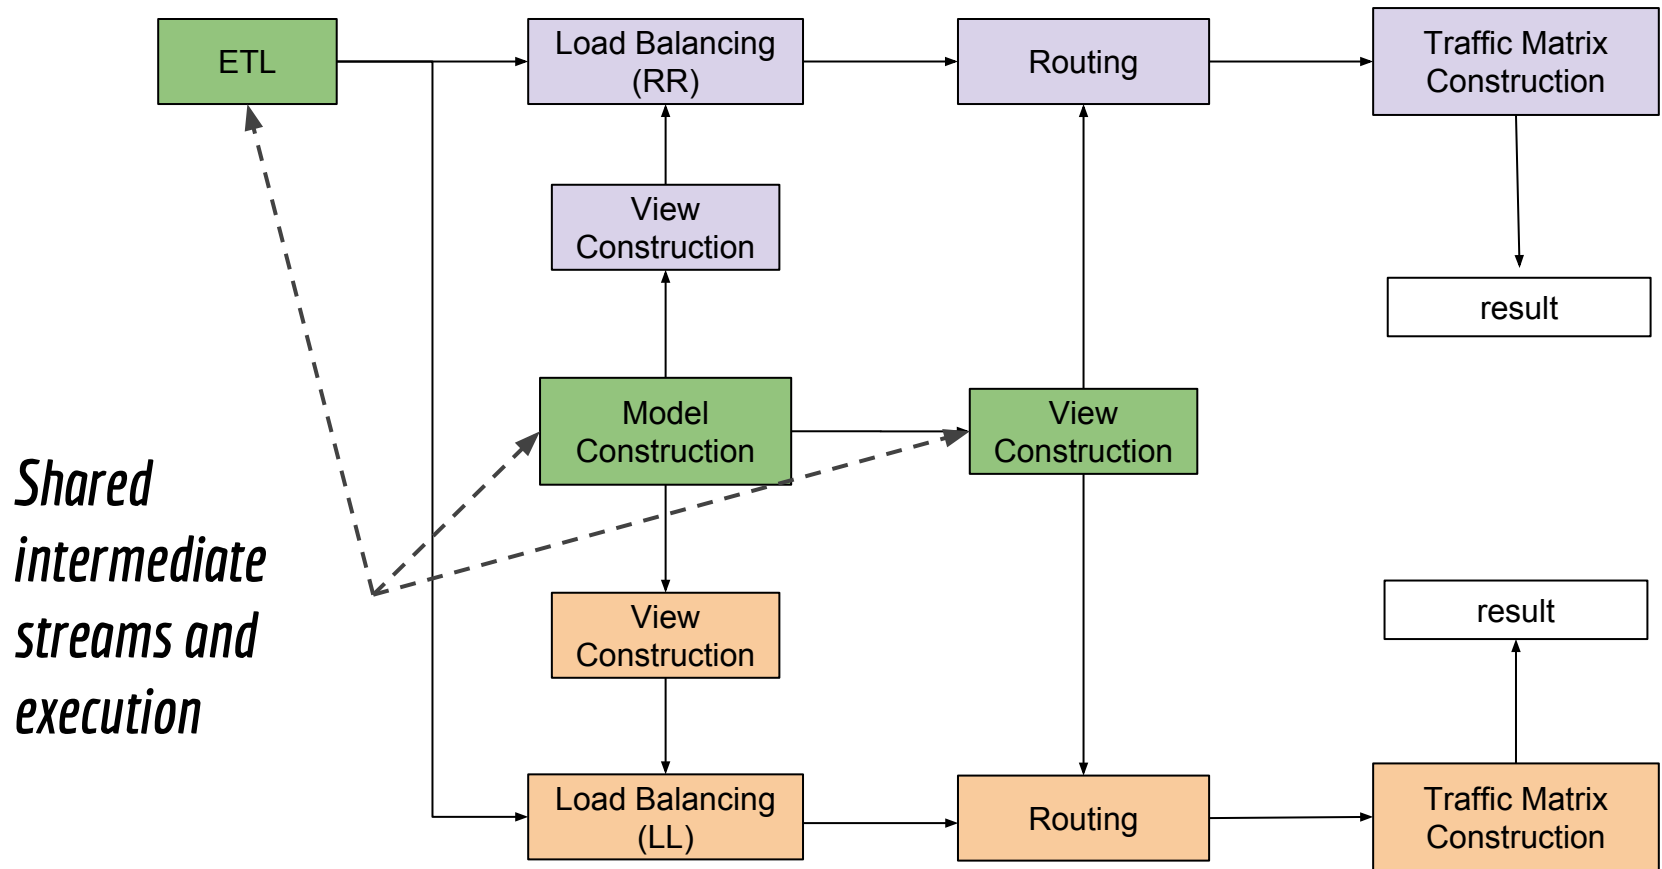 ETL
Load Balancing
(RR)
Routing
Traffic Matrix
Construction
View
Construction
result
Model
Construction
View
Construction
Shared
intermediate
streams and
execution
View
Construction
result
Load Balancing
(LL)
Routing
Traffic Matrix
Construction